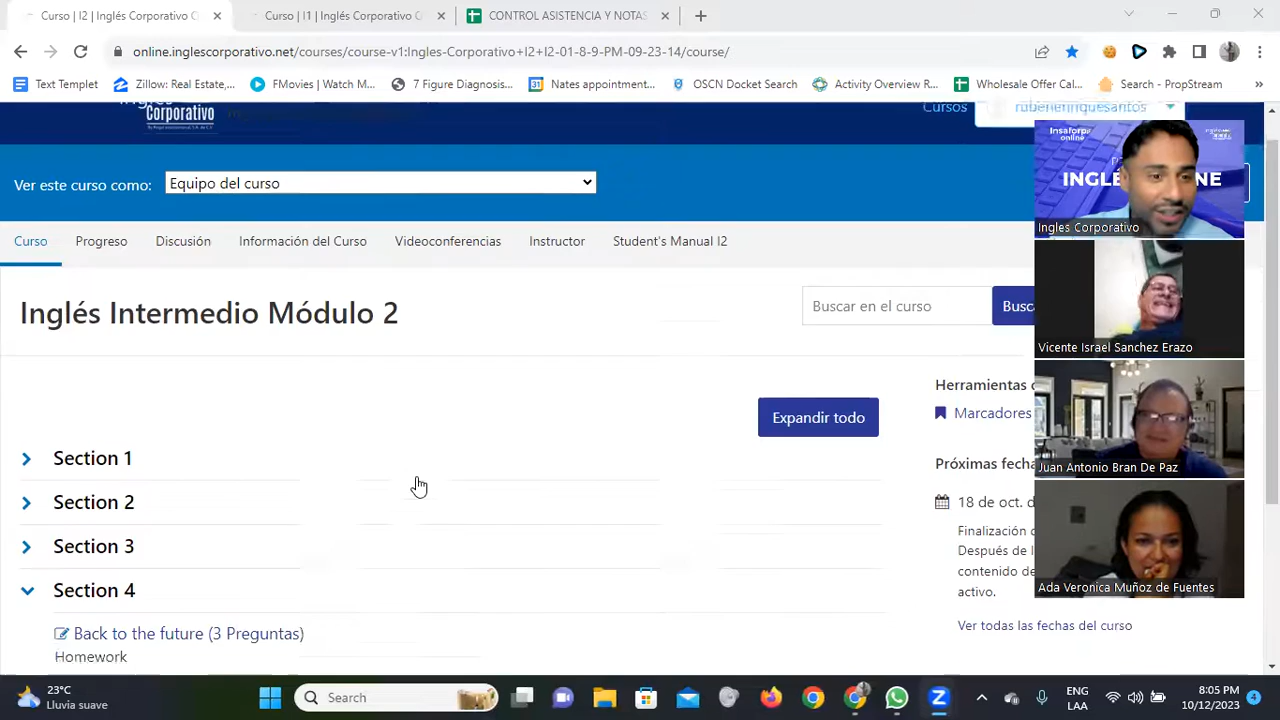 Curso | I2 | Inglés Corporativo
Curso | I1 | Inglés Corporativo
CONTROL ASISTENCIA Y NOTAS
online.inglescorporativo.net/courses/course-v1:Ingles-Corporativo+I2+I2-01-8-9-PM-09-23-14/course/
Text Templet
Zillow: Real Estate,...
FMovies | Watch M...
7 Figure Diagnosis...
Nates appointment...
OSCN Docket Search
Activity Overview R...
Wholesale Offer Cal...
Search - PropStream
»
Inglés
Corporativo
Cursos
rubenenriquesantos
Ver este curso como:
Equipo del curso
Curso
Progreso
Discusión
Información del Curso
Videoconferencias
Instructor
Student's Manual I2
Inglés Intermedio Módulo 2
Buscar en el curso
Busc
Expandir todo
Herramientas
Marcadores
Próximas fecha
18 de oct. d
Finalización
Después de l
contenido de
activo.
Ver todas las fechas del curso
Section 1
Section 2
Section 3
Section 4
Back to the future (3 Preguntas)
Homework
Insaforp
online
INGLÉ
NE
Ingles Corporativo
Vicente Israel Sanchez Erazo
Juan Antonio Bran De Paz
Ada Veronica Muñoz de Fuentes
23°C
Lluvia suave
Search
ENG
LAA
8:05 PM
10/12/2023
4